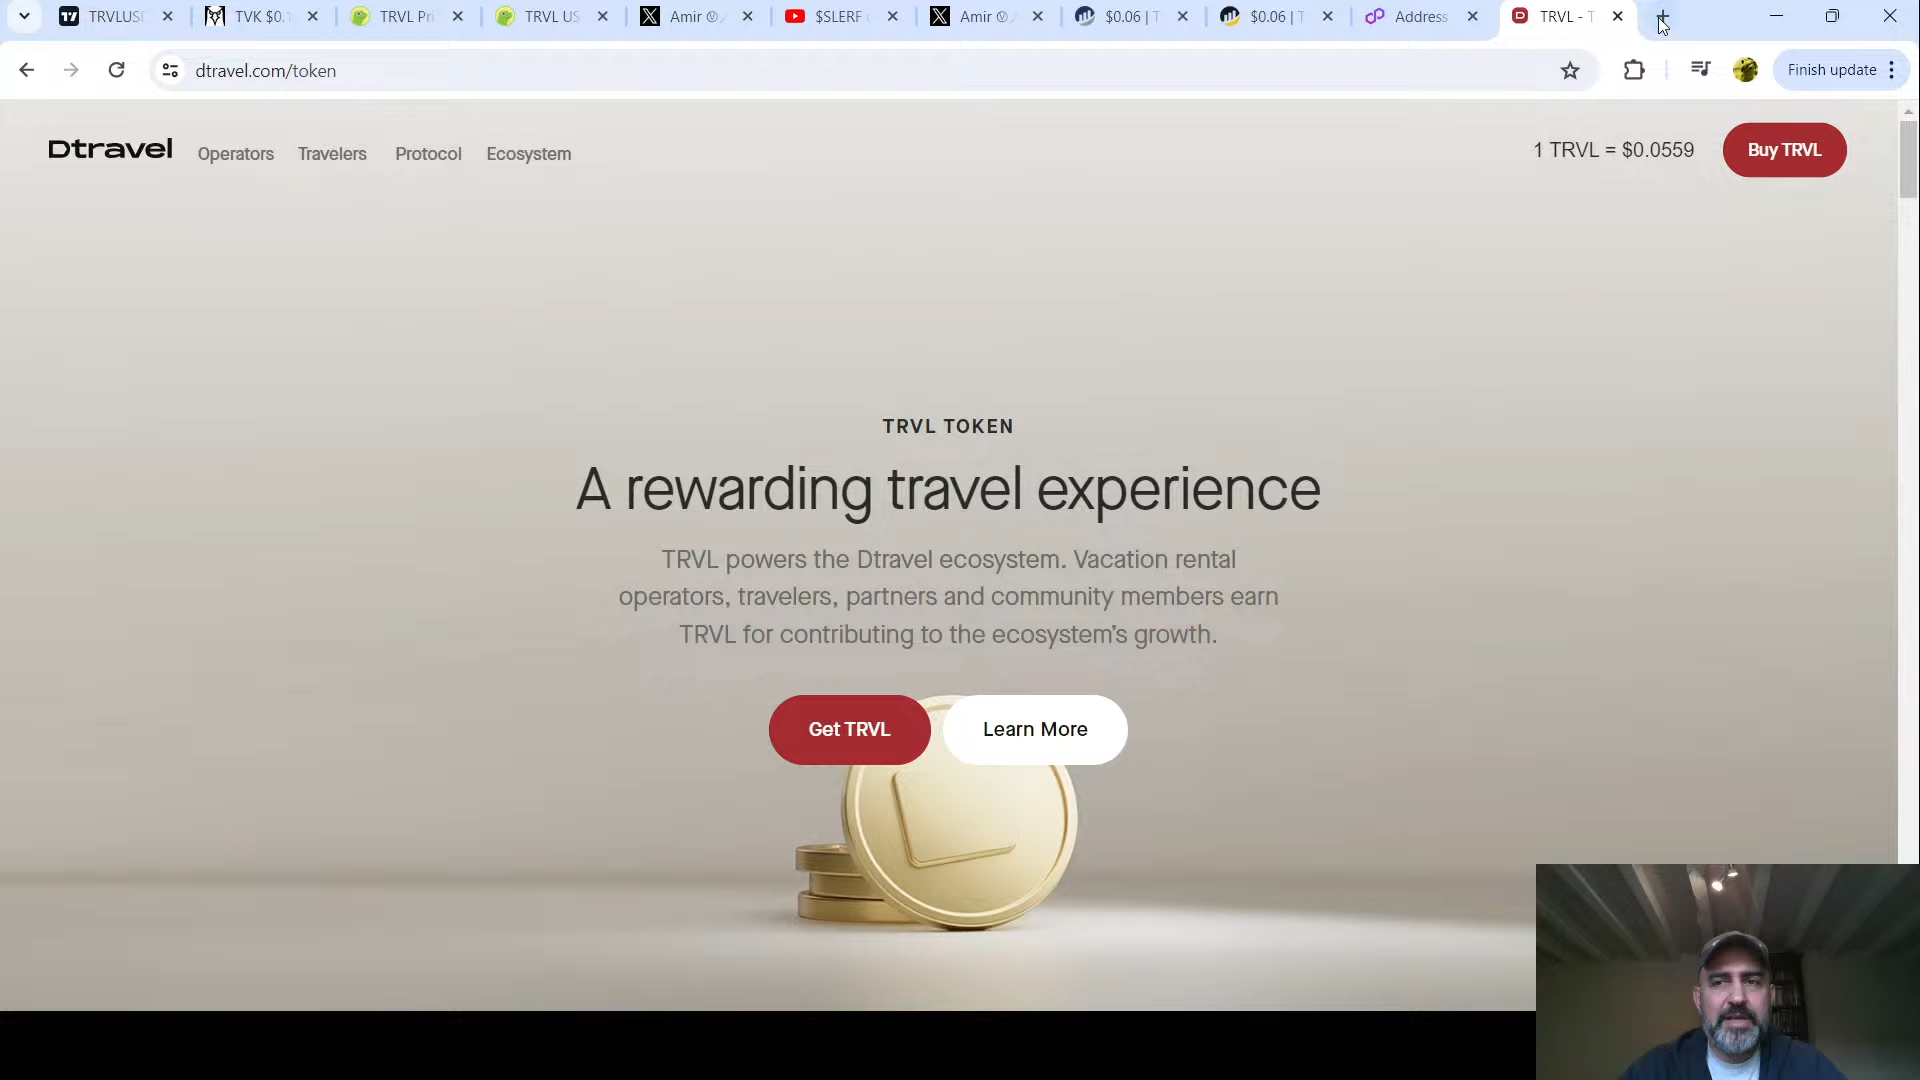 TRVLUSD
TVK $0.1
TRVL Pri
TRVL US
Amir
$SLERF
Amir
$0.06 | T
$0.06 | T
Address
TRVL - T
dtravel.com/token
Finish update
Dtravel
Operators
Travelers
Protocol
Ecosystem
1 TRVL = $0.0559
Buy TRVL
TRVL TOKEN
A rewarding travel experience
TRVL powers the Dtravel ecosystem. Vacation rental
operators, travelers, partners and community members earn
TRVL for contributing to the ecosystem’s growth.
Get TRVL
Learn More